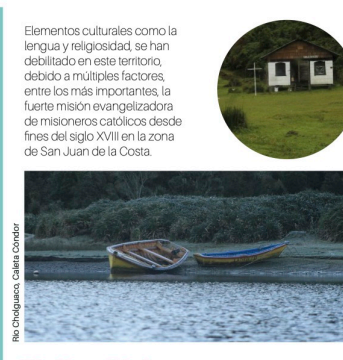 Elementos culturales como la
lengua y religiosidad, se han
debilitado en este territorio,
debido a múltiples factores,
entre los más importantes, la
fuerte misión evangelizadora
de misioneros católicos desde
fines del siglo XVIII en la zona
de San Juan de la Costa.
Río Cholguaco, Caleta Cóndor